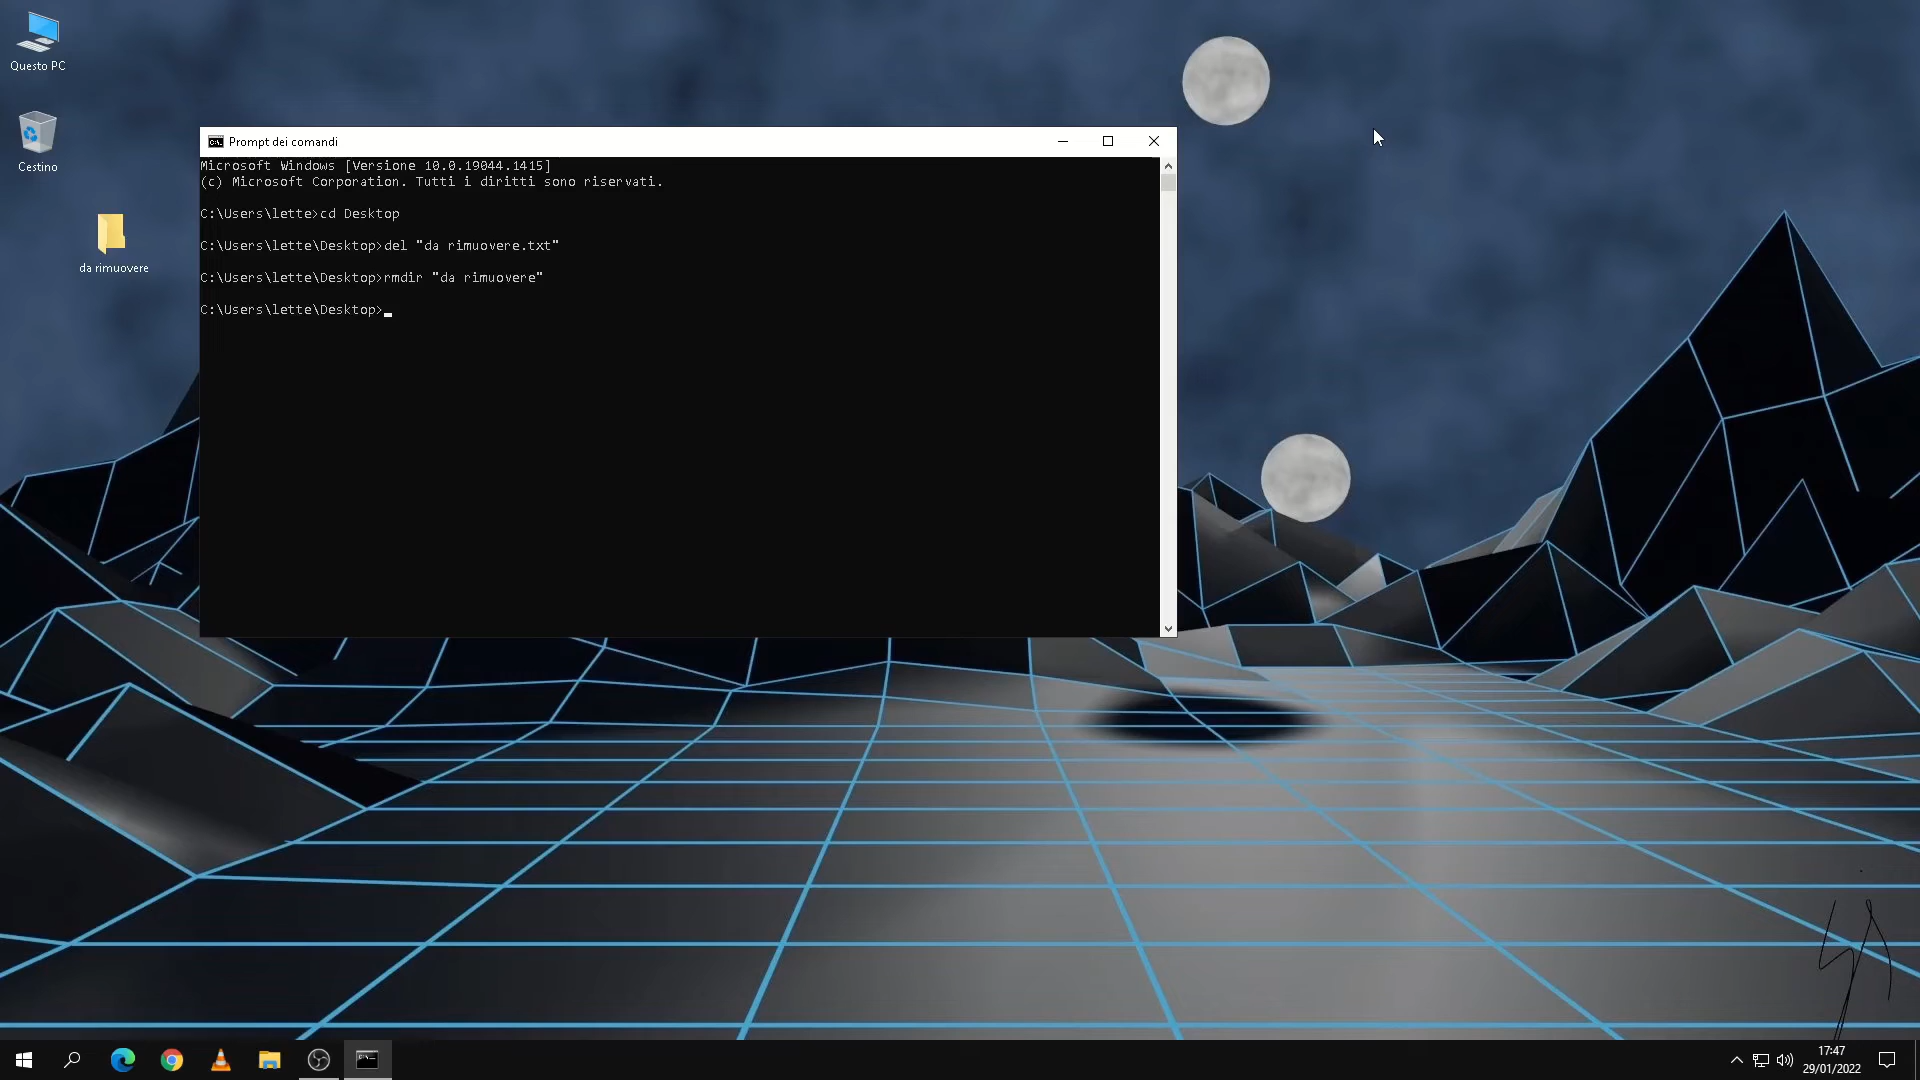 Questo PC
Cestino
da rimuovere
Prompt dei comandi
Microsoft Windows [Versione 10.0.19044.1415]
(c) Microsoft Corporation. Tutti i diritti sono riservati.
C:\Users\lette>cd Desktop
C:\Users\lette\Desktop>del "da rimuovere.txt"
C:\Users\lette\Desktop>rmdir "da rimuovere"
C:\Users\lette\Desktop>
17:47
29/01/2022